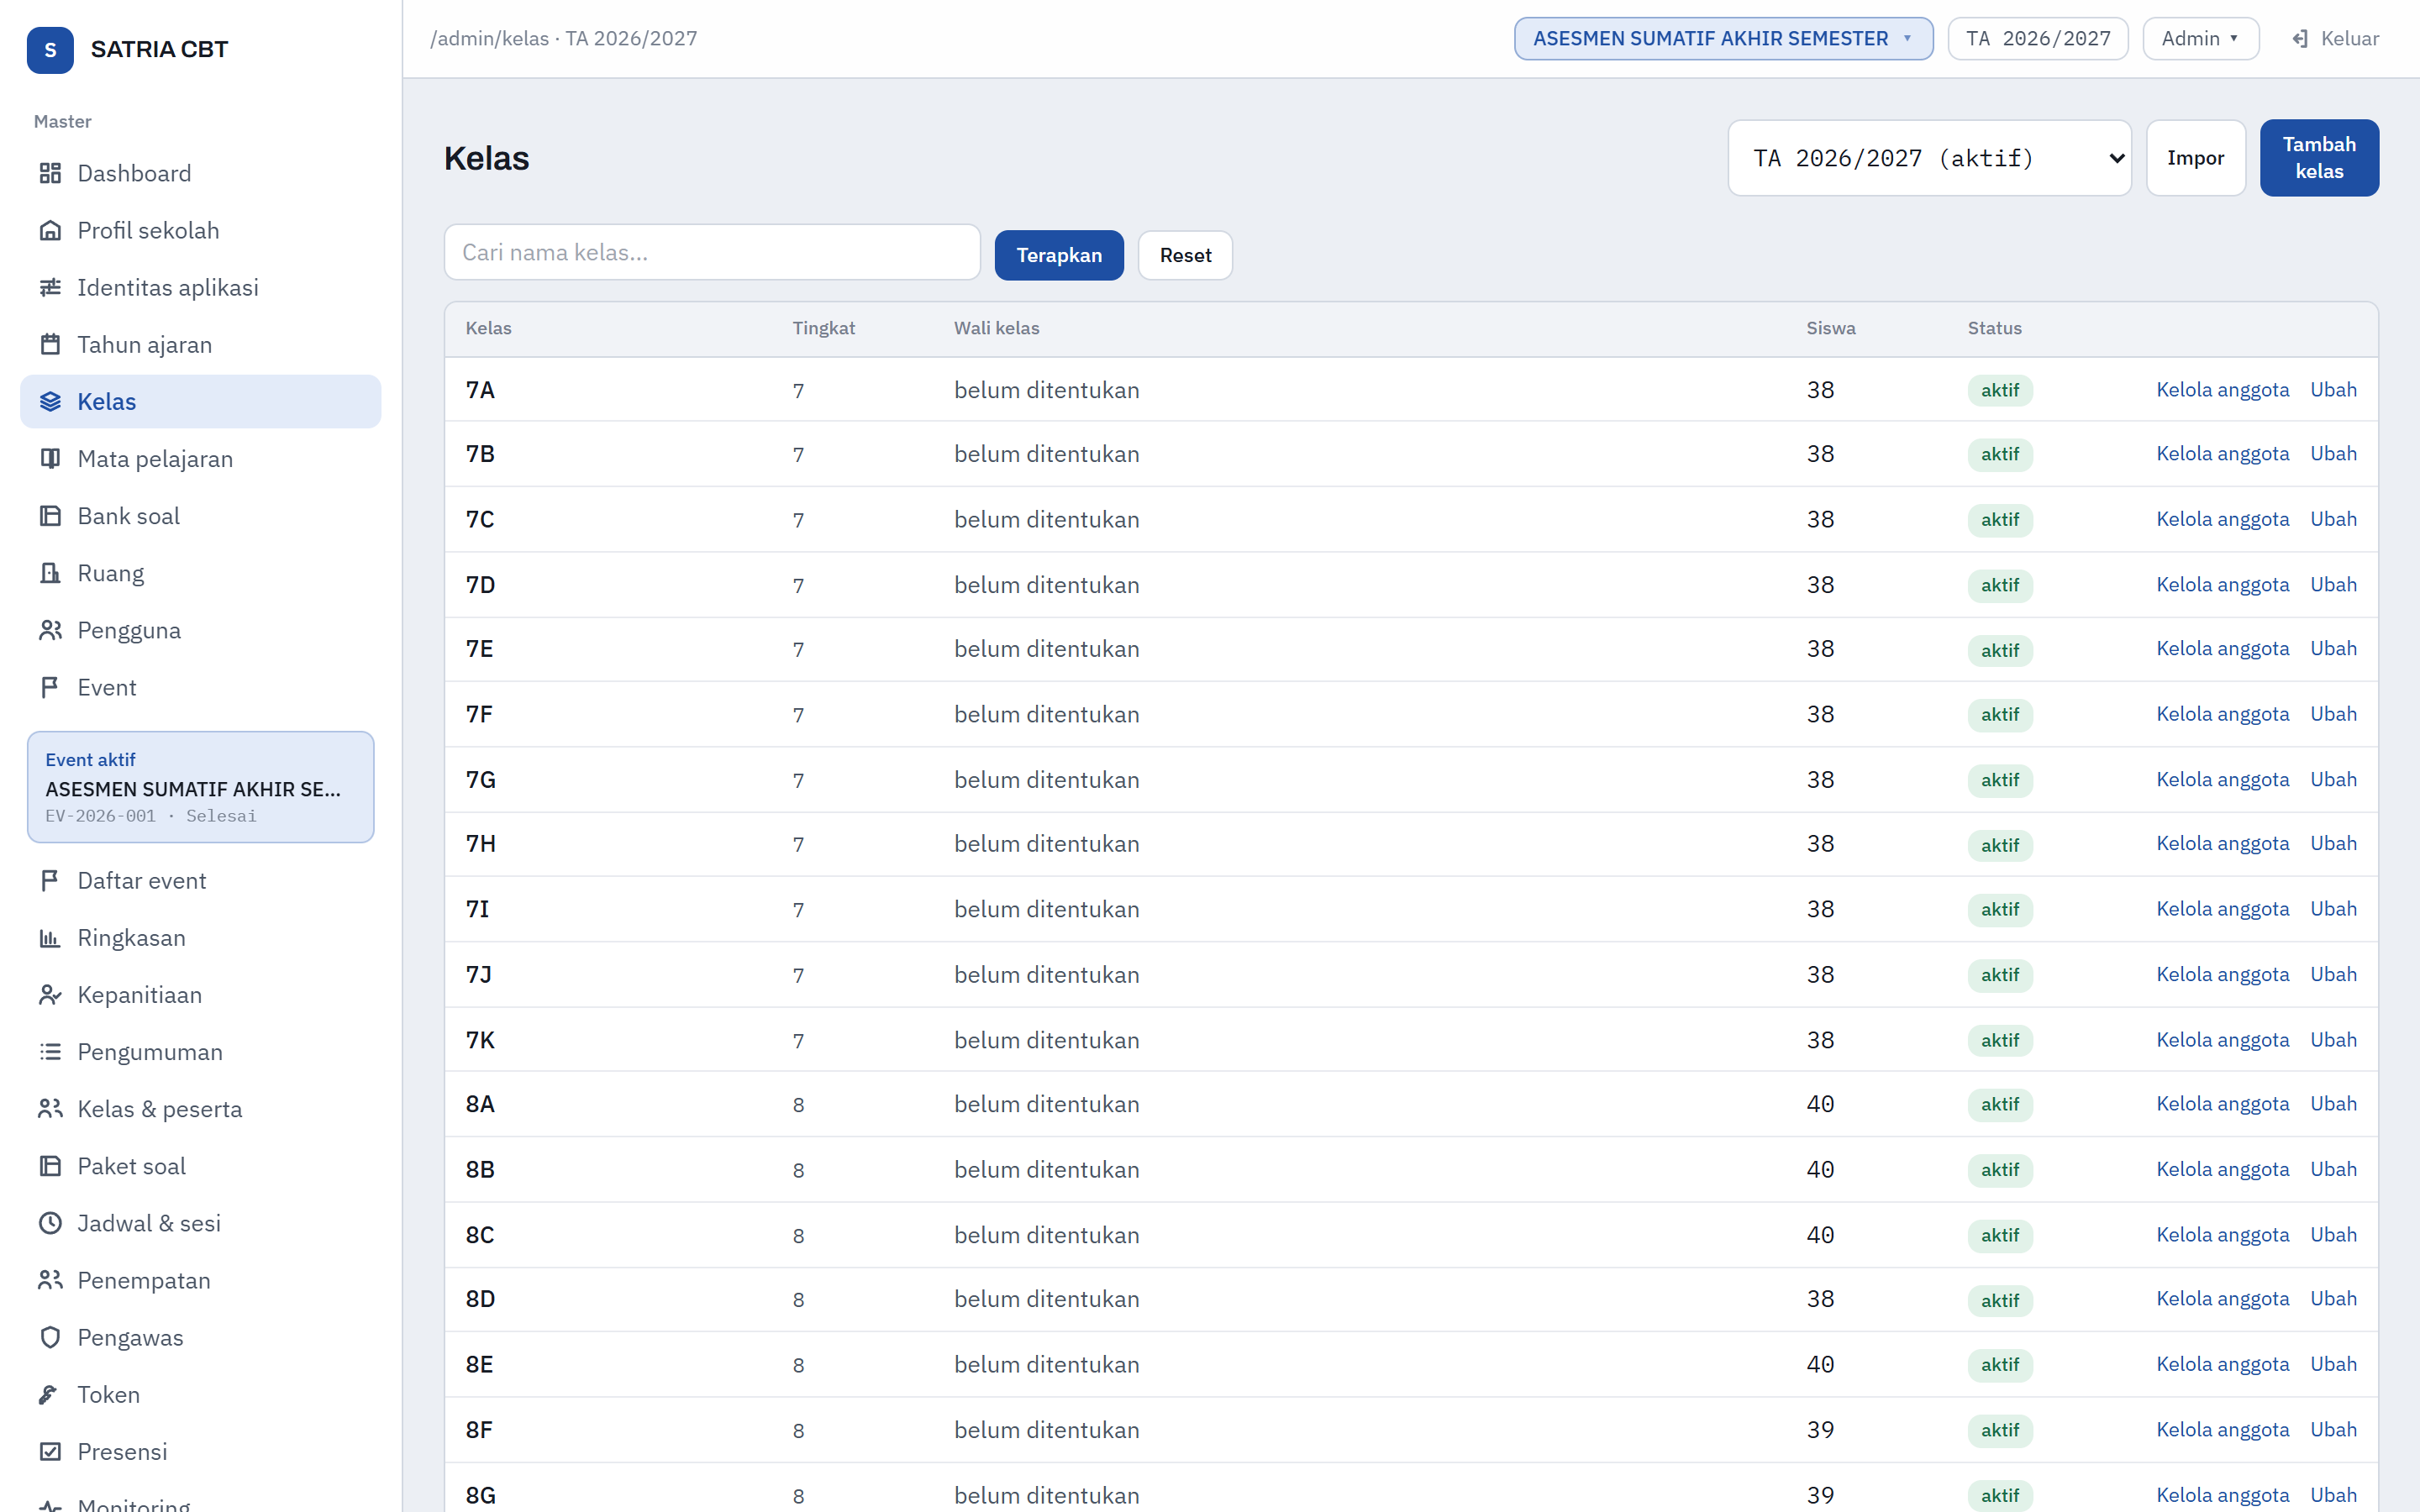 S SATRIA CBT
Master
Dashboard
Profil sekolah
Identitas aplikasi
Tahun ajaran
Kelas
Mata pelajaran
Bank soal
Ruang
Pengguna
Event
Event aktif
ASESMEN SUMATIF AKHIR SE...
EV-2026-001 · Selesai
Daftar event
Ringkasan
Kepanitiaan
Pengumuman
Kelas & peserta
Paket soal
Jadwal & sesi
Penempatan
Pengawas
Token
Presensi
Monitoring
/admin/kelas · TA 2026/2027 ASESMEN SUMATIF AKHIR SEMESTER ▾ TA 2026/2027 Admin ▾ Keluar
Kelas TA 2026/2027 (aktif) Impor Tambah kelas
Cari nama kelas... Terapkan Reset
Kelas Tingkat Wali kelas Siswa Status
7A 7 belum ditentukan 38 aktif Kelola anggota Ubah
7B 7 belum ditentukan 38 aktif Kelola anggota Ubah
7C 7 belum ditentukan 38 aktif Kelola anggota Ubah
7D 7 belum ditentukan 38 aktif Kelola anggota Ubah
7E 7 belum ditentukan 38 aktif Kelola anggota Ubah
7F 7 belum ditentukan 38 aktif Kelola anggota Ubah
7G 7 belum ditentukan 38 aktif Kelola anggota Ubah
7H 7 belum ditentukan 38 aktif Kelola anggota Ubah
7I 7 belum ditentukan 38 aktif Kelola anggota Ubah
7J 7 belum ditentukan 38 aktif Kelola anggota Ubah
7K 7 belum ditentukan 38 aktif Kelola anggota Ubah
8A 8 belum ditentukan 40 aktif Kelola anggota Ubah
8B 8 belum ditentukan 40 aktif Kelola anggota Ubah
8C 8 belum ditentukan 40 aktif Kelola anggota Ubah
8D 8 belum ditentukan 38 aktif Kelola anggota Ubah
8E 8 belum ditentukan 40 aktif Kelola anggota Ubah
8F 8 belum ditentukan 39 aktif Kelola anggota Ubah
8G 8 belum ditentukan 39 aktif Kelola anggota Ubah